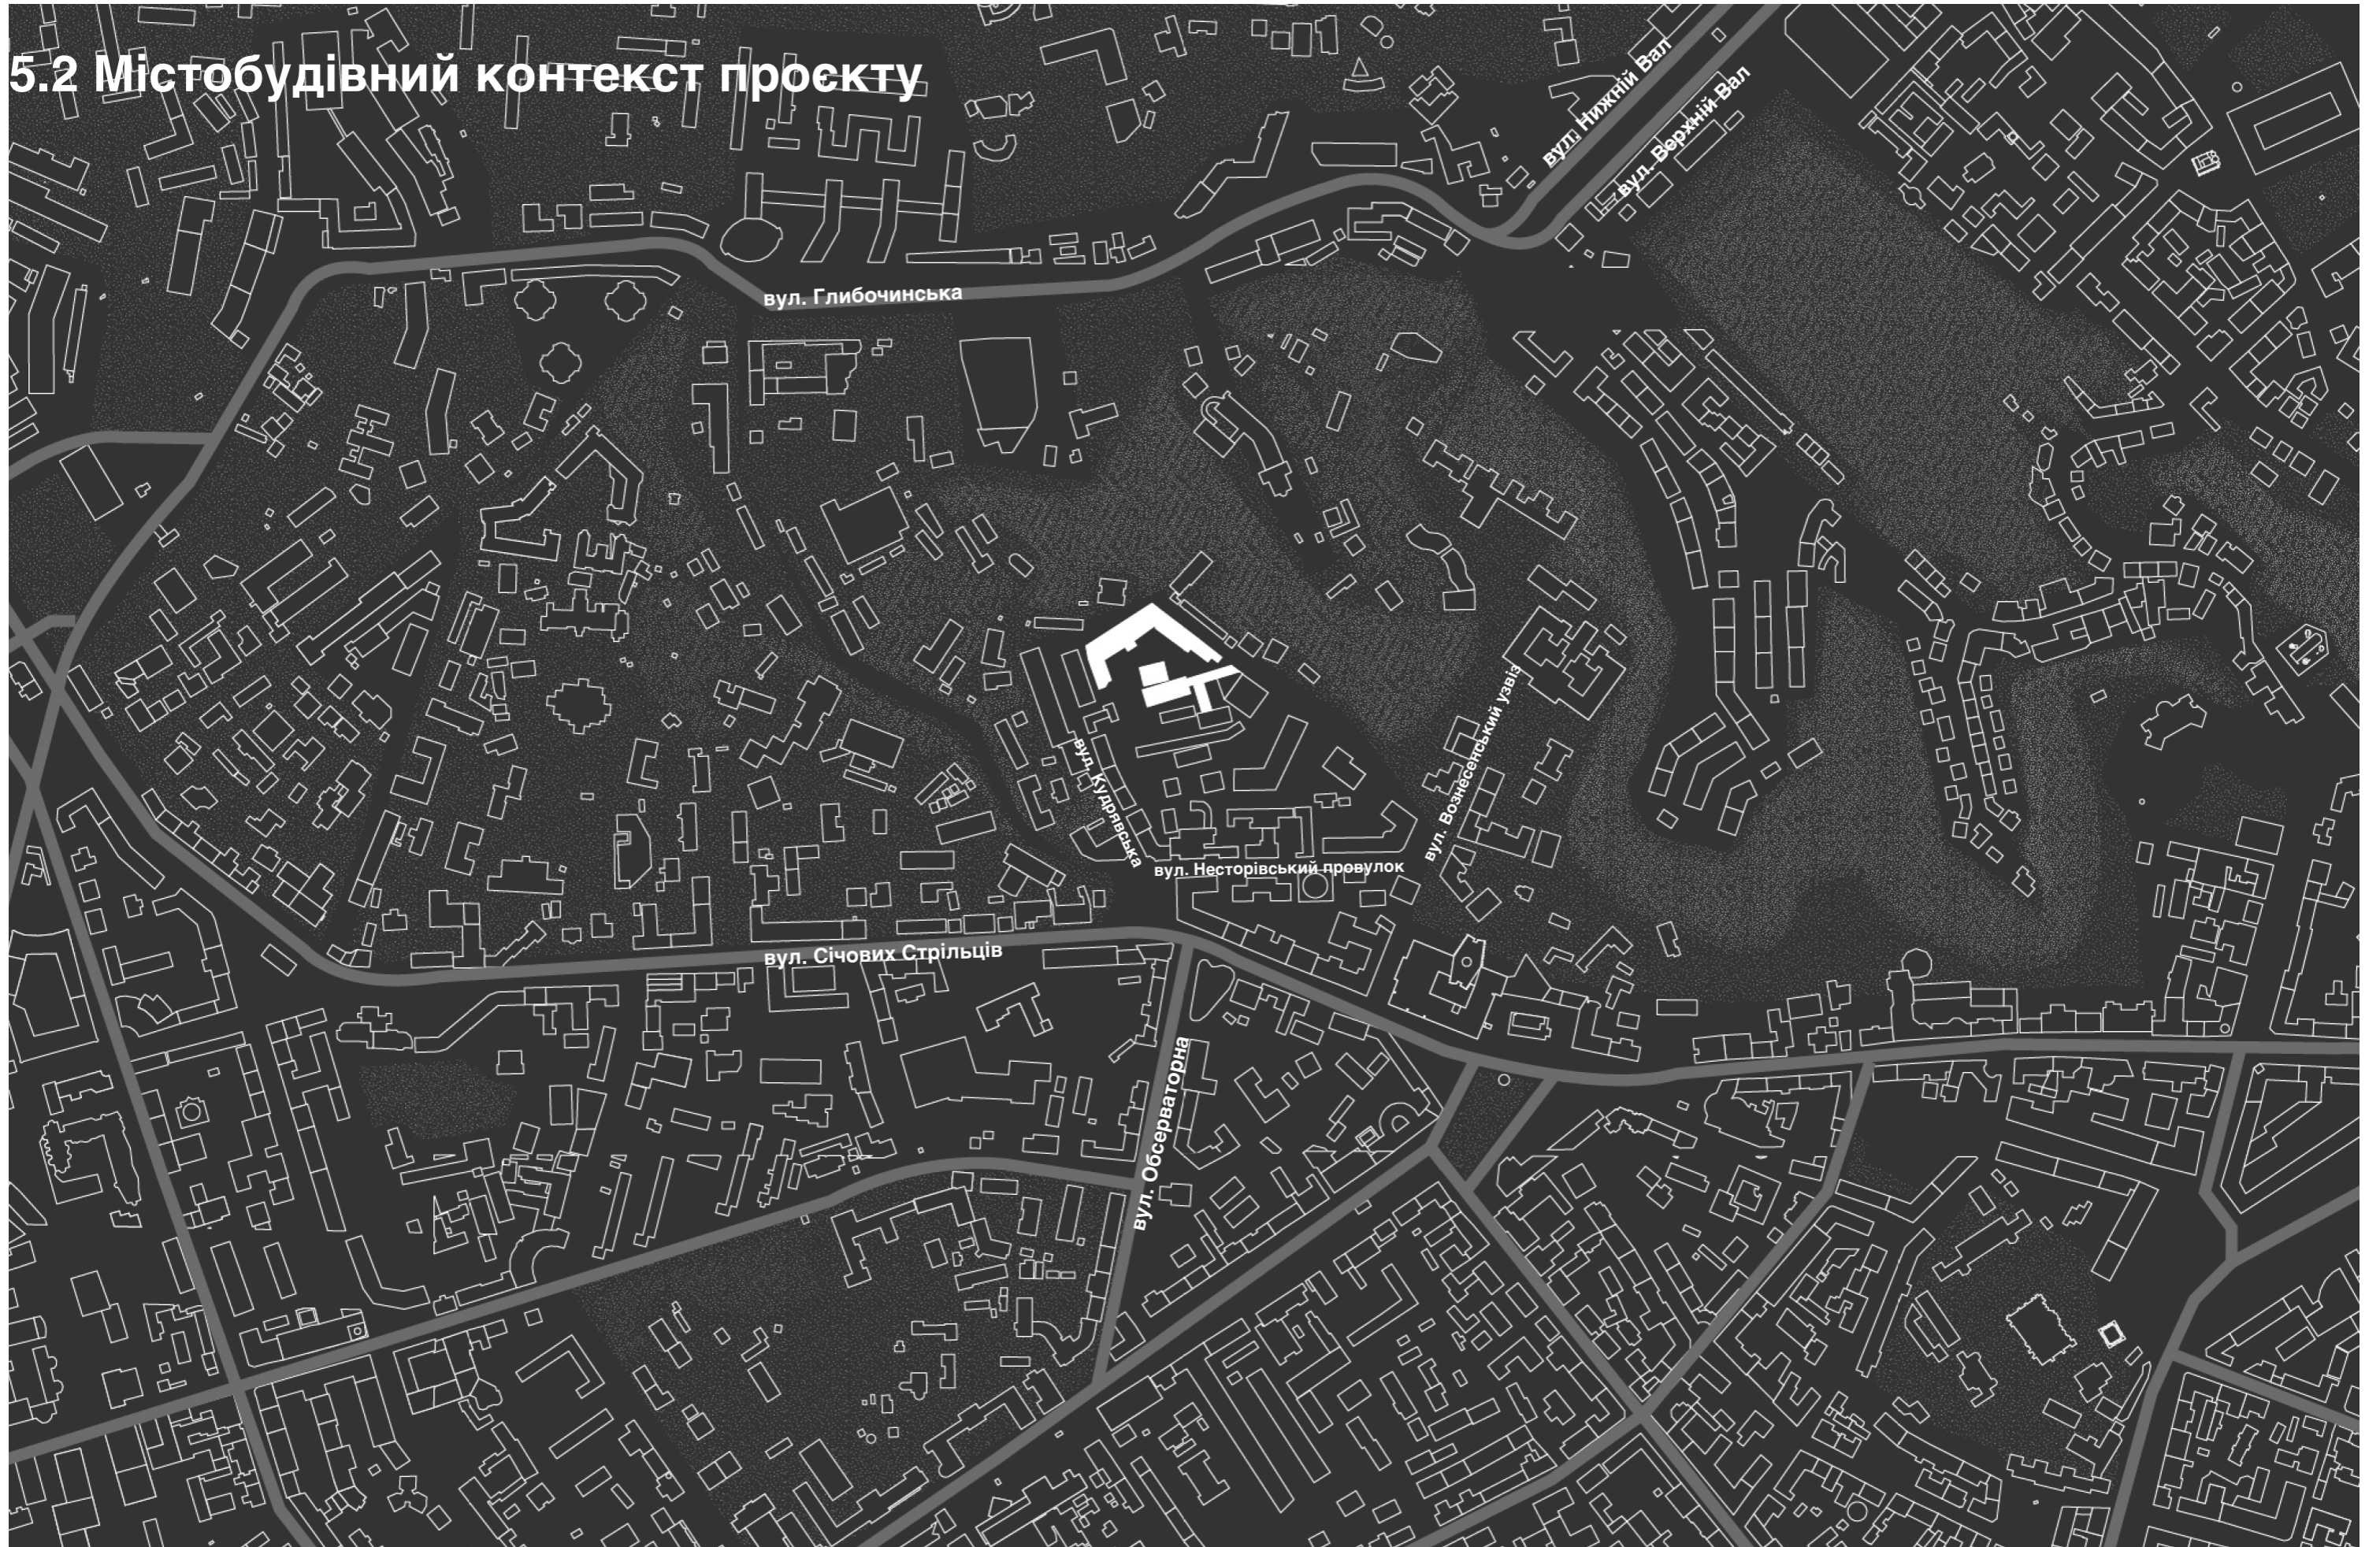 5.2 Містобудівний контекст проєкту
вул. Нижній Вал
вул. Верхній Вал
вул. Глибочинська
вул. Вознесенський узвіз
вул. Кудрявська
вул. Несторівський провулок
вул. Січових Стрільців
вул. Обсерваторна